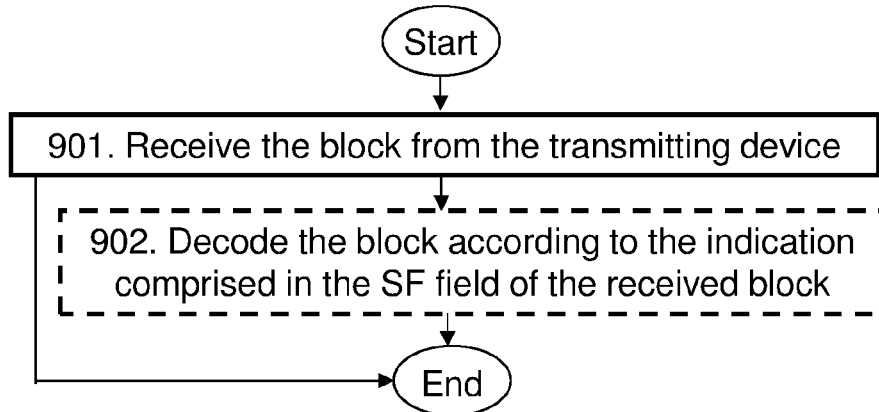 Start
901. Receive the block from the transmitting device
902. Decode the block according to the indication
comprised in the SF field of the received block
End